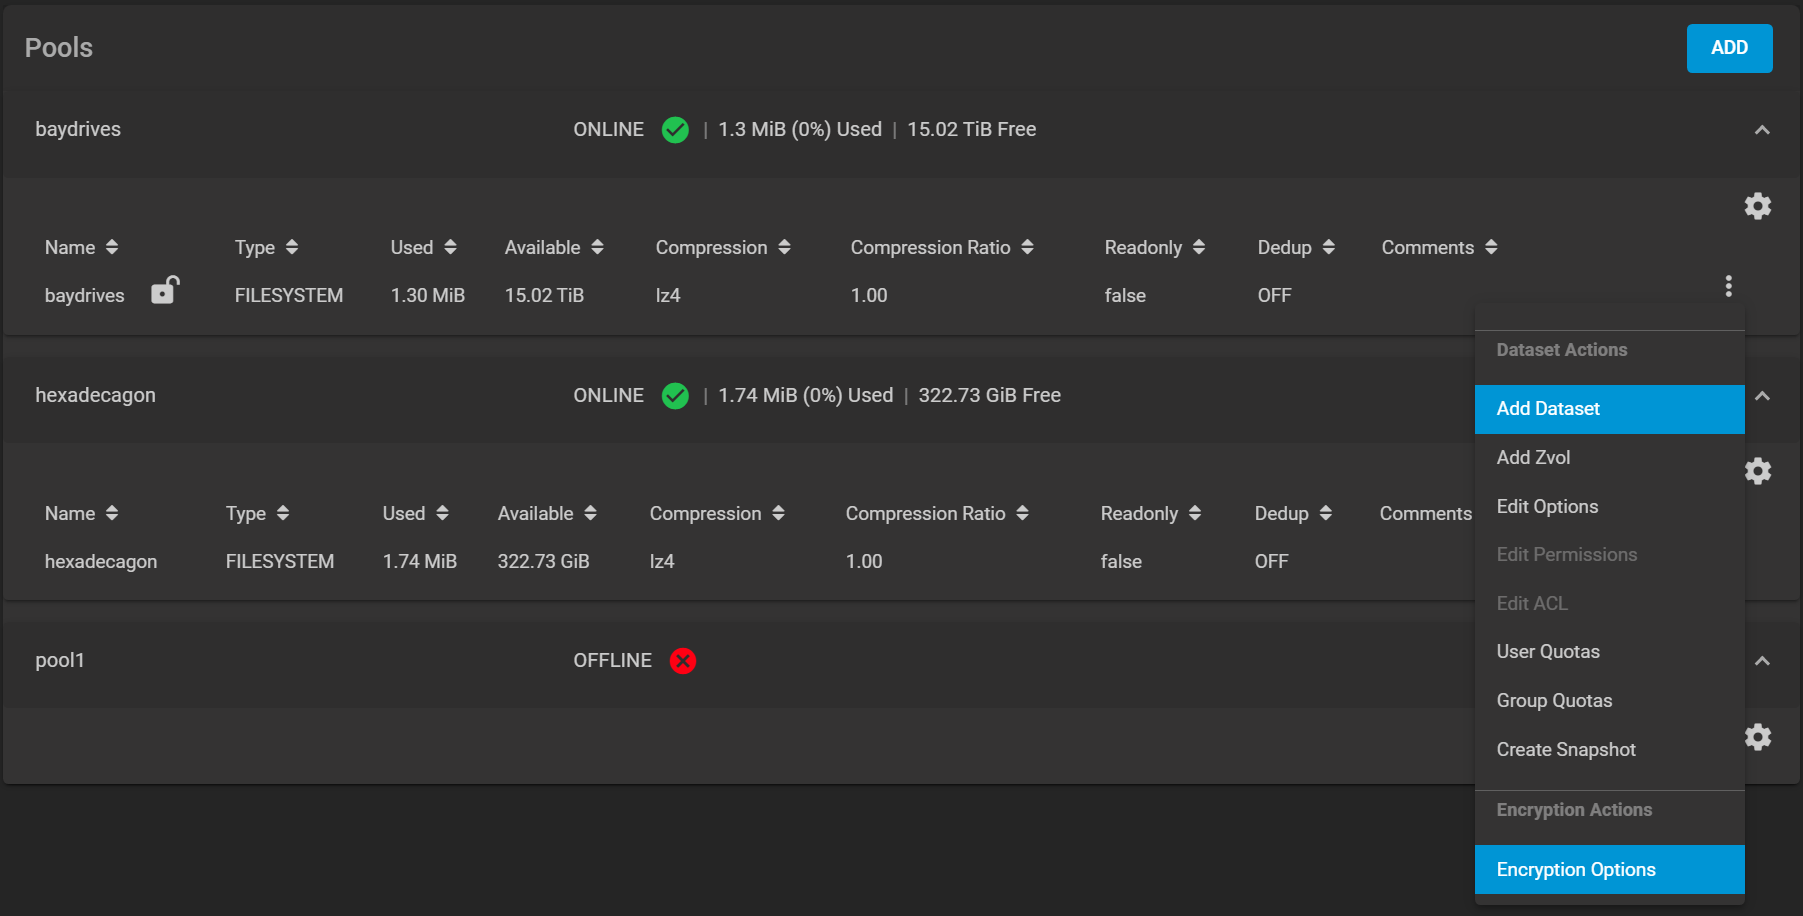 Pools
ADD
baydrives ONLINE | 1.3 MiB (0%) Used | 15.02 TiB Free
Name Type Used Available Compression Compression Ratio Readonly Dedup Comments
baydrives FILESYSTEM 1.30 MiB 15.02 TiB lz4 1.00 false OFF
hexadecagon ONLINE | 1.74 MiB (0%) Used | 322.73 GiB Free
Name Type Used Available Compression Compression Ratio Readonly Dedup Comments
hexadecagon FILESYSTEM 1.74 MiB 322.73 GiB lz4 1.00 false OFF
pool1 OFFLINE
Dataset Actions
Add Dataset
Add Zvol
Edit Options
Edit Permissions
Edit ACL
User Quotas
Group Quotas
Create Snapshot
Encryption Actions
Encryption Options